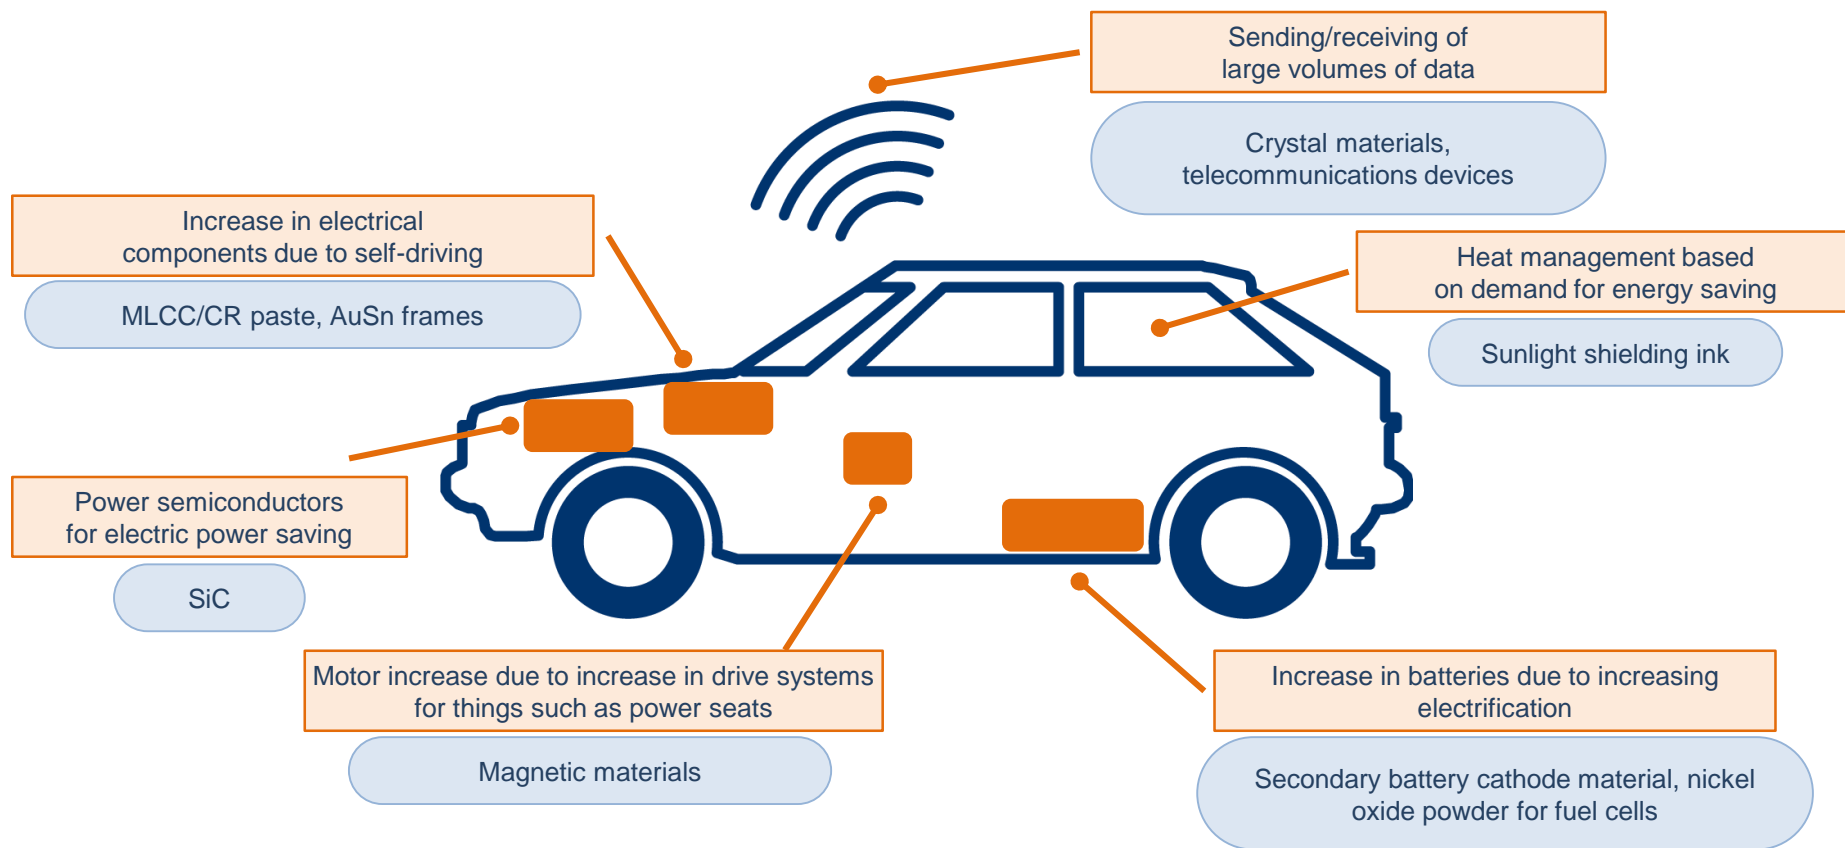 Sending/receiving of
large volumes of data
Crystal materials,
telecommunications devices
Increase in electrical
components due to self-driving
MLCC/CR paste, AuSn frames
Heat management based
on demand for energy saving
Sunlight shielding ink
Power semiconductors
for electric power saving
SiC
Motor increase due to increase in drive systems
for things such as power seats
Magnetic materials
Increase in batteries due to increasing
electrification
Secondary battery cathode material, nickel
oxide powder for fuel cells